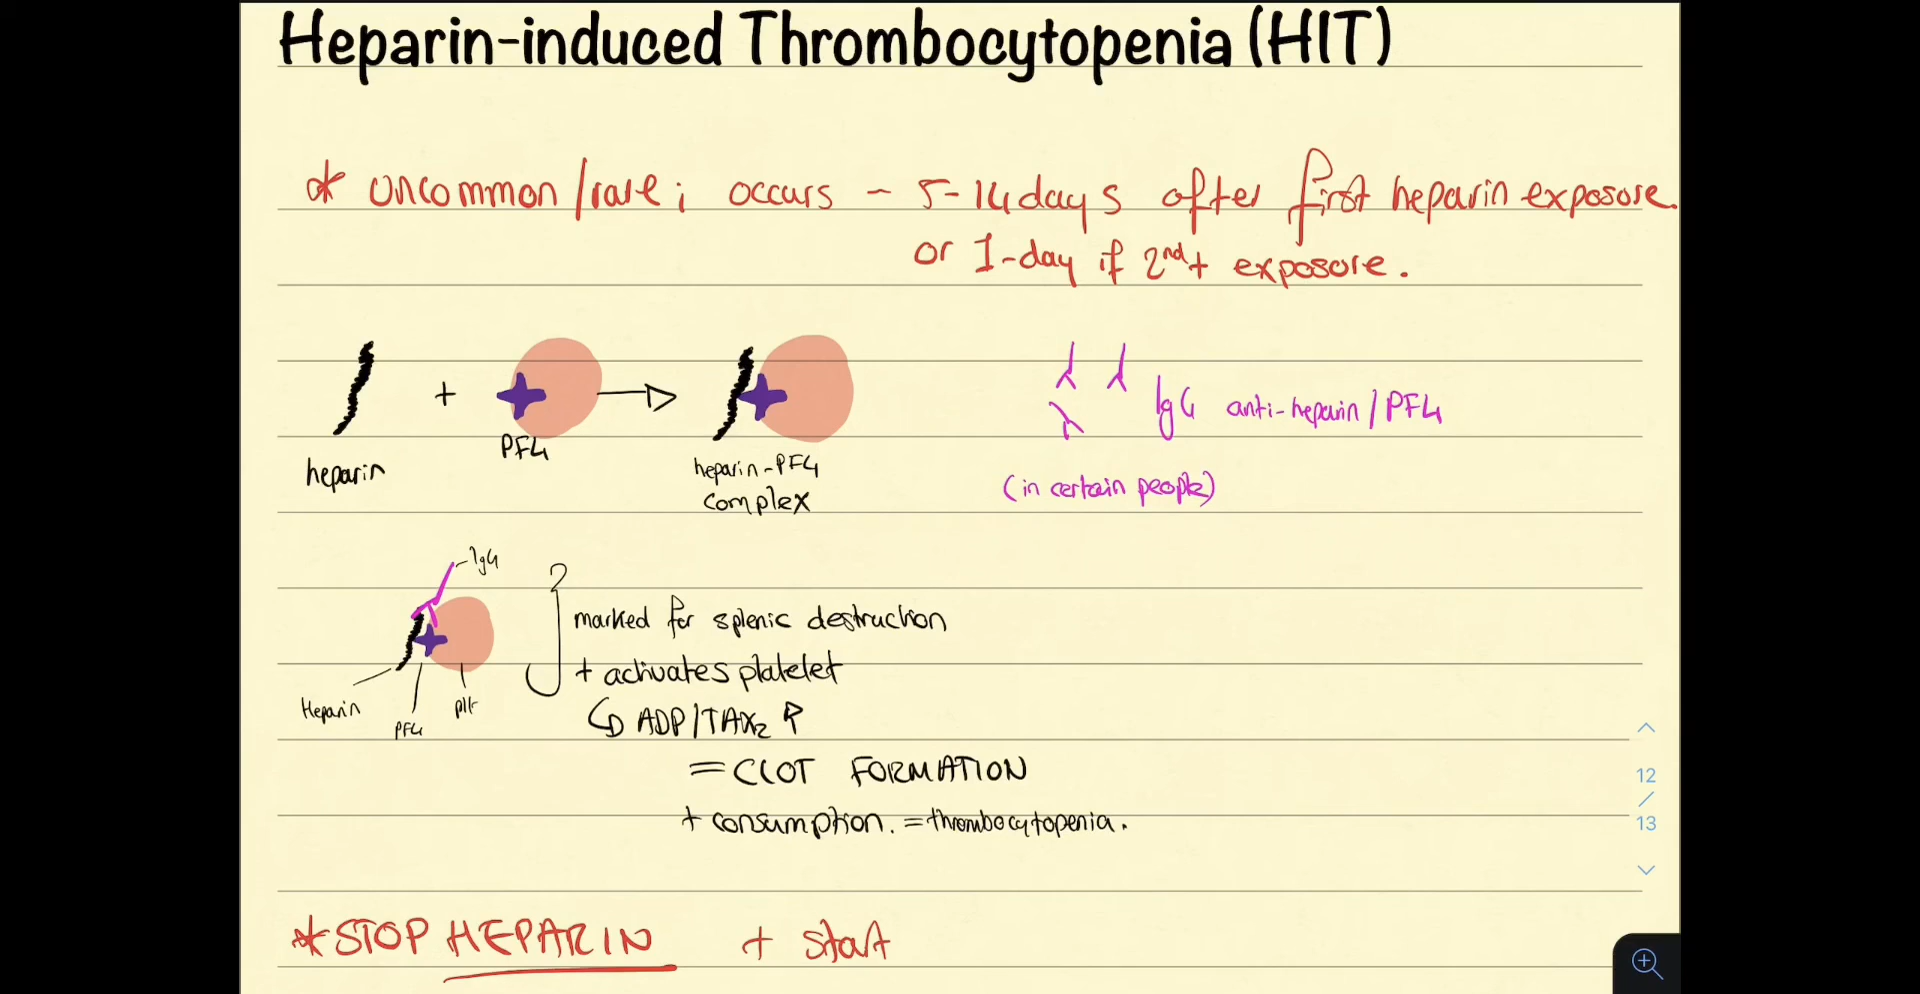 Heparin-induced Thrombocytopenia (HIT)
* uncommon/rare; occurs - 5-14 days after first heparin exposore.
or 1-day if 2nd+ exposore.
heparin
+
PF4
heparin-PF4
complex
IgG anti-heparin/PF4
(in certain people)
IgG
marked for splenic destruction
+ activates platelet
Heparin
PF4
plt
↳ ADP/TAX2 ↑
= CLOT FORMATION
+ consumption. = thrombocytopenia.
12
/
13
* STOP HEPARIN + start